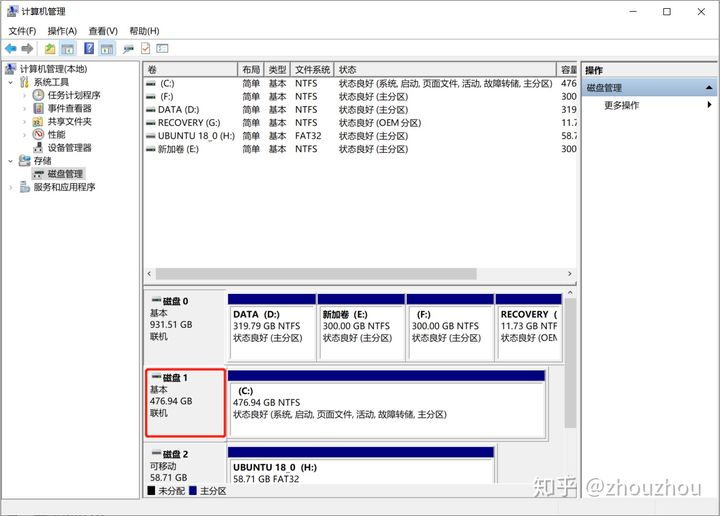 计算机管理
文件(F) 操作(A) 查看(V) 帮助(H)
计算机管理(本地)
系统工具
任务计划程序
事件查看器
共享文件夹
性能
设备管理器
存储
磁盘管理
服务和应用程序
卷 布局 类型 文件系统 状态 容量
(C:) 简单 基本 NTFS 状态良好 (系统, 启动, 页面文件, 活动, 故障转储, 主分区) 476
(F:) 简单 基本 NTFS 状态良好 (主分区) 300
DATA (D:) 简单 基本 NTFS 状态良好 (主分区) 319
RECOVERY (G:) 简单 基本 NTFS 状态良好 (OEM 分区) 11.7
UBUNTU 18_0 (H:) 简单 基本 FAT32 状态良好 (主分区) 58.7
新加卷 (E:) 简单 基本 NTFS 状态良好 (主分区) 300
操作
磁盘管理
更多操作
磁盘 0
基本
931.51 GB
联机
DATA (D:)
319.79 GB NTFS
状态良好 (主分区)
新加卷 (E:)
300.00 GB NTFS
状态良好 (主分区)
(F:)
300.00 GB NTFS
状态良好 (主分区)
RECOVERY (
11.73 GB NTF
状态良好 (OEM
磁盘 1
基本
476.94 GB
联机
(C:)
476.94 GB NTFS
状态良好 (系统, 启动, 页面文件, 活动, 故障转储, 主分区)
磁盘 2
可移动
58.71 GB
UBUNTU 18_0 (H:)
58.71 GB FAT32
未分配 主分区
知乎 @zhouzhou